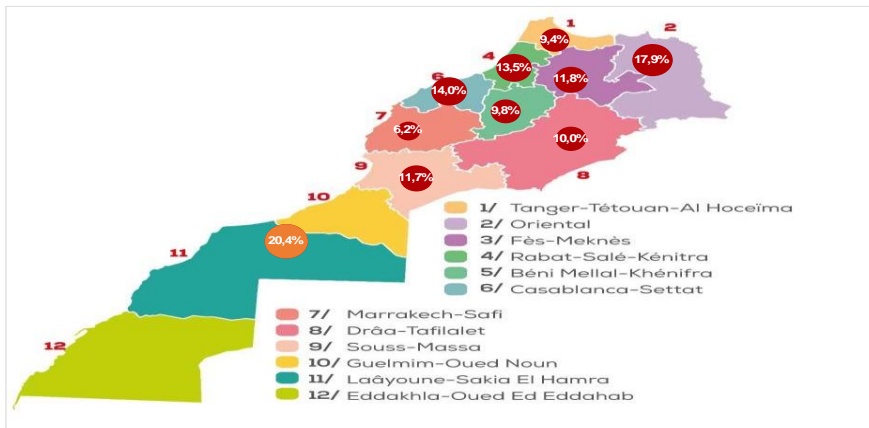 1
2
9,4%
17,9%
4
13,5%
11,8%
6
14,0%
9,8%
7
6,2%
10,0%
9
11,7%
8
10
1/ Tanger-Tétouan-Al Hoceïma
2/ Oriental
3/ Fès-Meknès
4/ Rabat-Salé-Kénitra
5/ Béni Mellal-Khénifra
6/ Casablanca-Settat
20,4%
11
7/ Marrakech-Safi
8/ Drâa-Tafilalet
9/ Souss-Massa
10/ Guelmim-Oued Noun
11/ Laâyoune-Sakia El Hamra
12/ Eddakhla-Oued Ed Eddahab
12